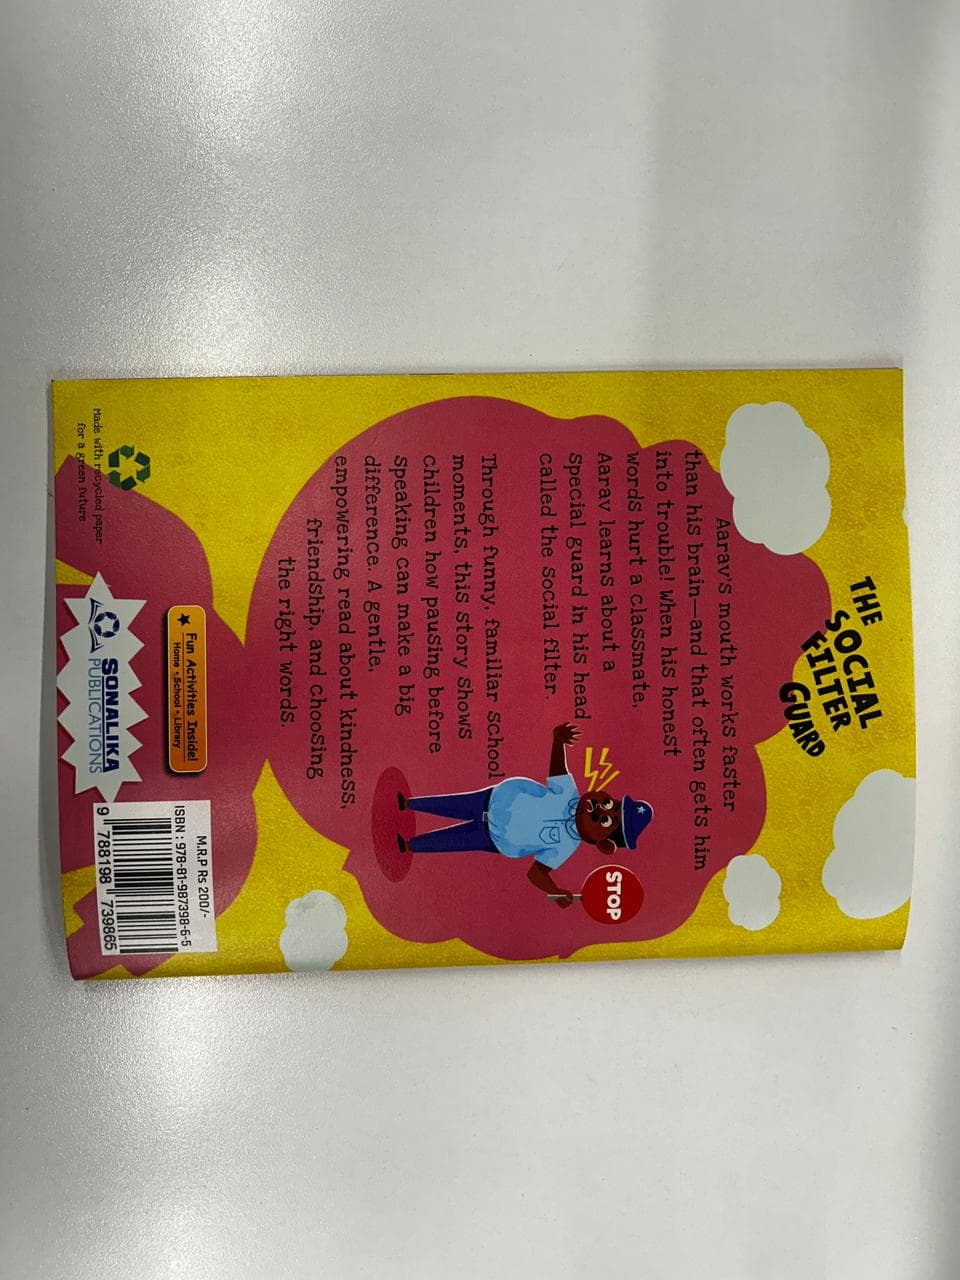 THE
SOCIAL
FILTER
GUARD
Aarav's mouth works faster
than his brain—and that often gets him
into trouble! When his honest
words hurt a classmate,
Aarav learns about a
special guard in his head
called the social filter.
STOP
Through funny, familiar school
moments, this story shows
children how pausing before
speaking can make a big
difference. A gentle,
empowering read about kindness,
friendship, and choosing
the right words.
Fun Activities Inside!
Home • School • Library
Made with recycled paper
for a green future
SONALIKA
PUBLICATIONS
M.R.P Rs 200/-
ISBN : 978-81-987398-6-5
9 788198 739865